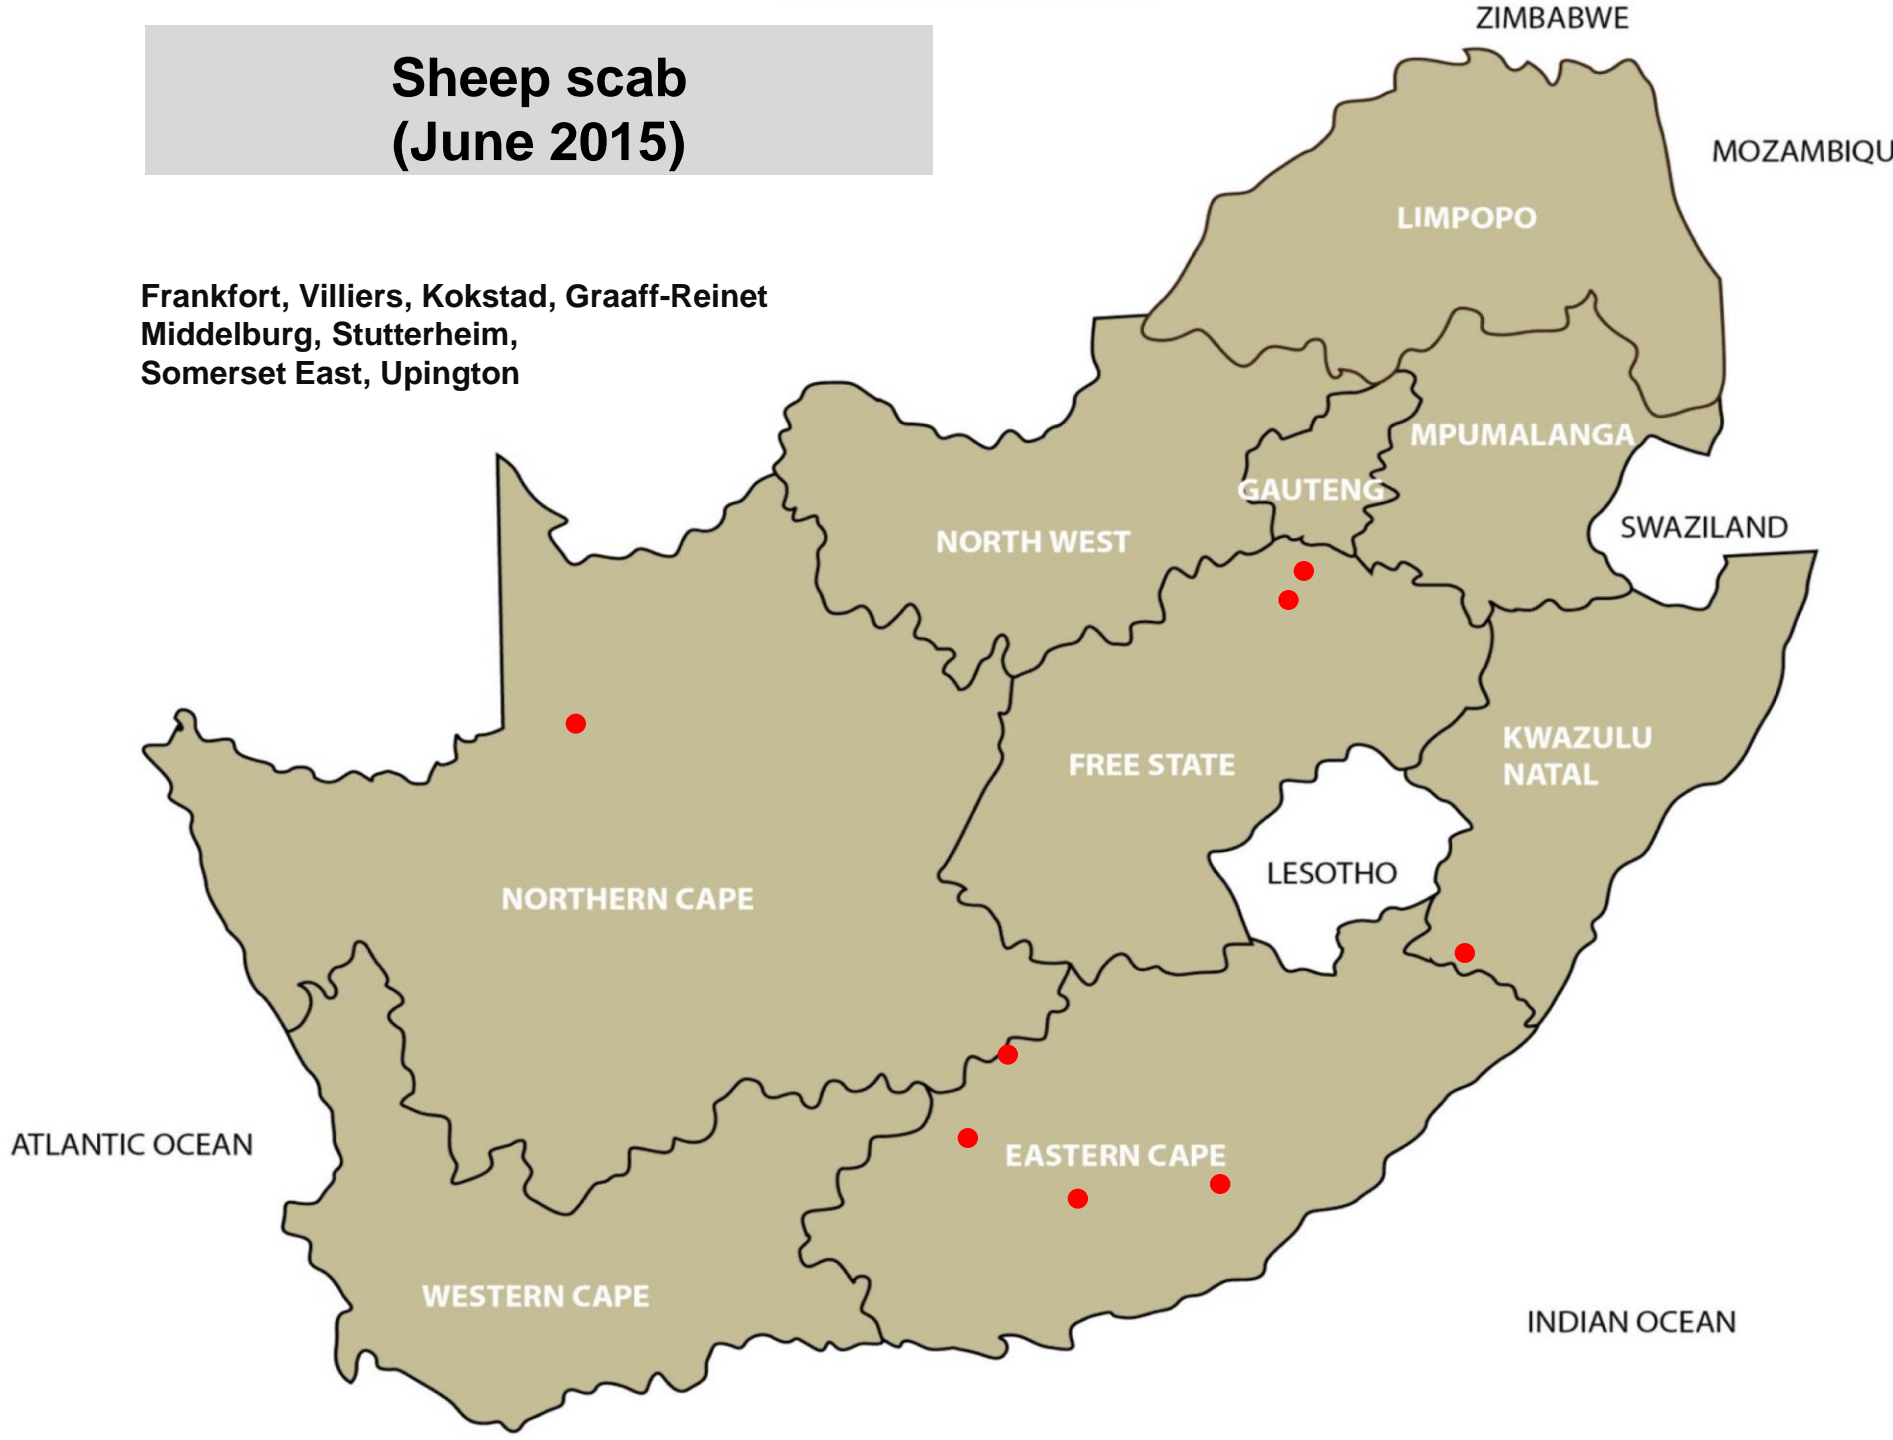 Sheep scab
(June 2015)
Frankfort, Villiers, Kokstad, Graaff-Reinet
Middelburg, Stutterheim,
Somerset East, Upington
ZIMBABWE
MOZAMBIQU
LIMPOPO
MPUMALANGA
GAUTENG
SWAZILAND
NORTH WEST
KWAZULU
NATAL
FREE STATE
LESOTHO
NORTHERN CAPE
ATLANTIC OCEAN
EASTERN CAPE
WESTERN CAPE
INDIAN OCEAN